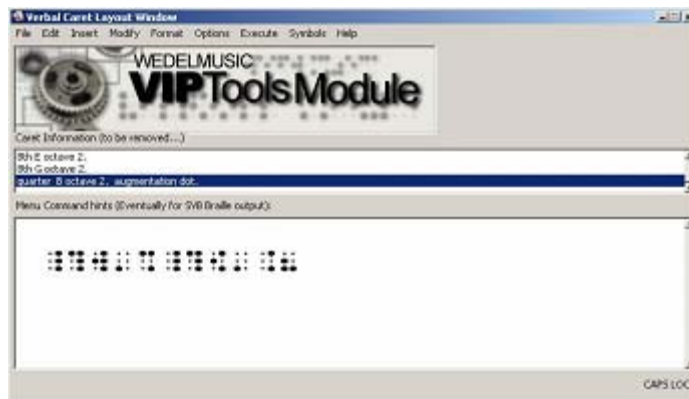 Verbal Caret Layout Window
File Edit Insert Modify Format Options Execute Symbols Help
WEDELMUSIC
VIPToolsModule
Caret Information (to be removed...)
8th E octave 2.
8th G octave 2.
quarter B octave 2, augmentation dot.
Menu Command hints (Eventually for SVB Braille output):
CAPS LOC